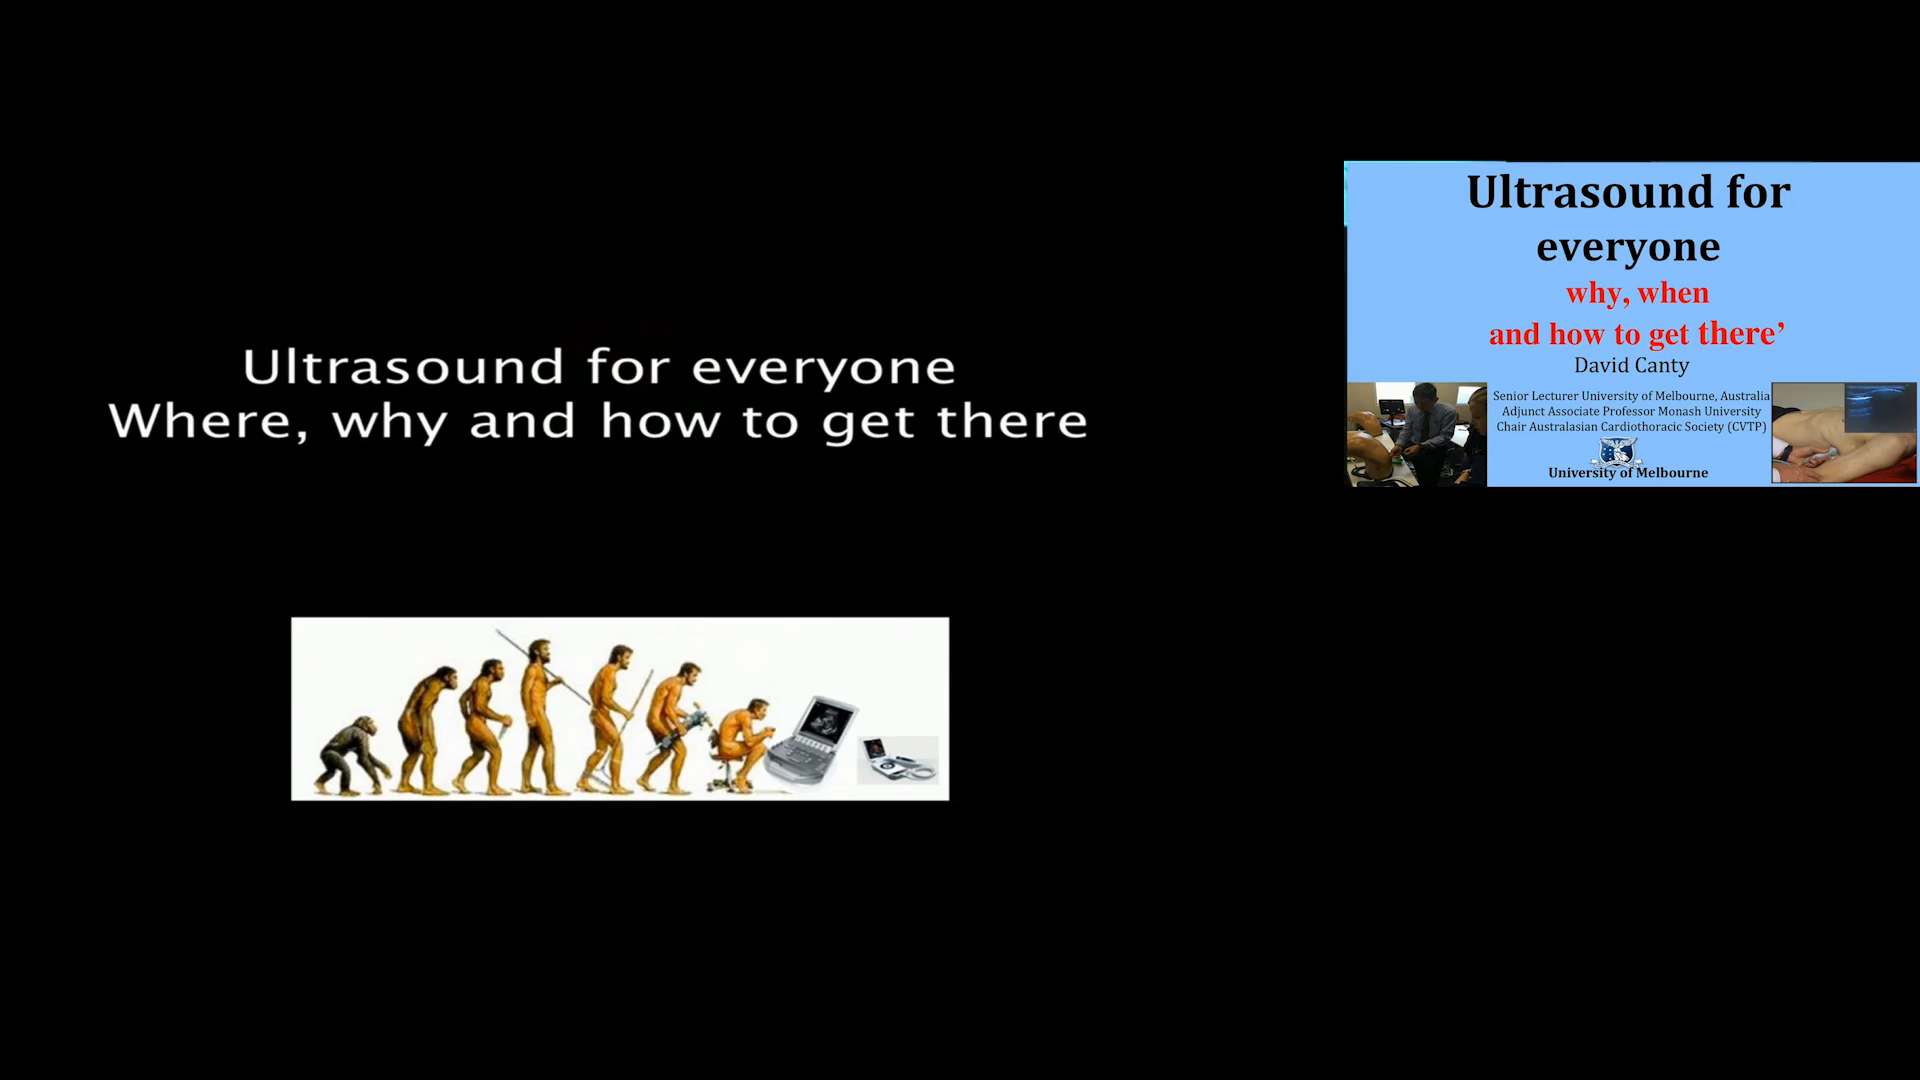 Ultrasound for everyone
Where, why and how to get there
Ultrasound for
everyone
why, when
and how to get there’
David Canty
Senior Lecturer University of Melbourne, Australia
Adjunct Associate Professor Monash University
Chair Australasian Cardiothoracic Society (CVTP)
University of Melbourne